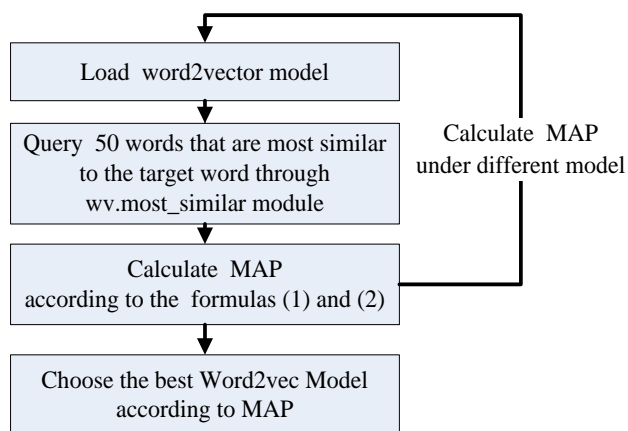 Load word2vector model
Query 50 words that are most similar
to the target word through
wv.most_similar module
Calculate MAP
under different model
Calculate MAP
according to the formulas (1) and (2)
Choose the best Word2vec Model
according to MAP